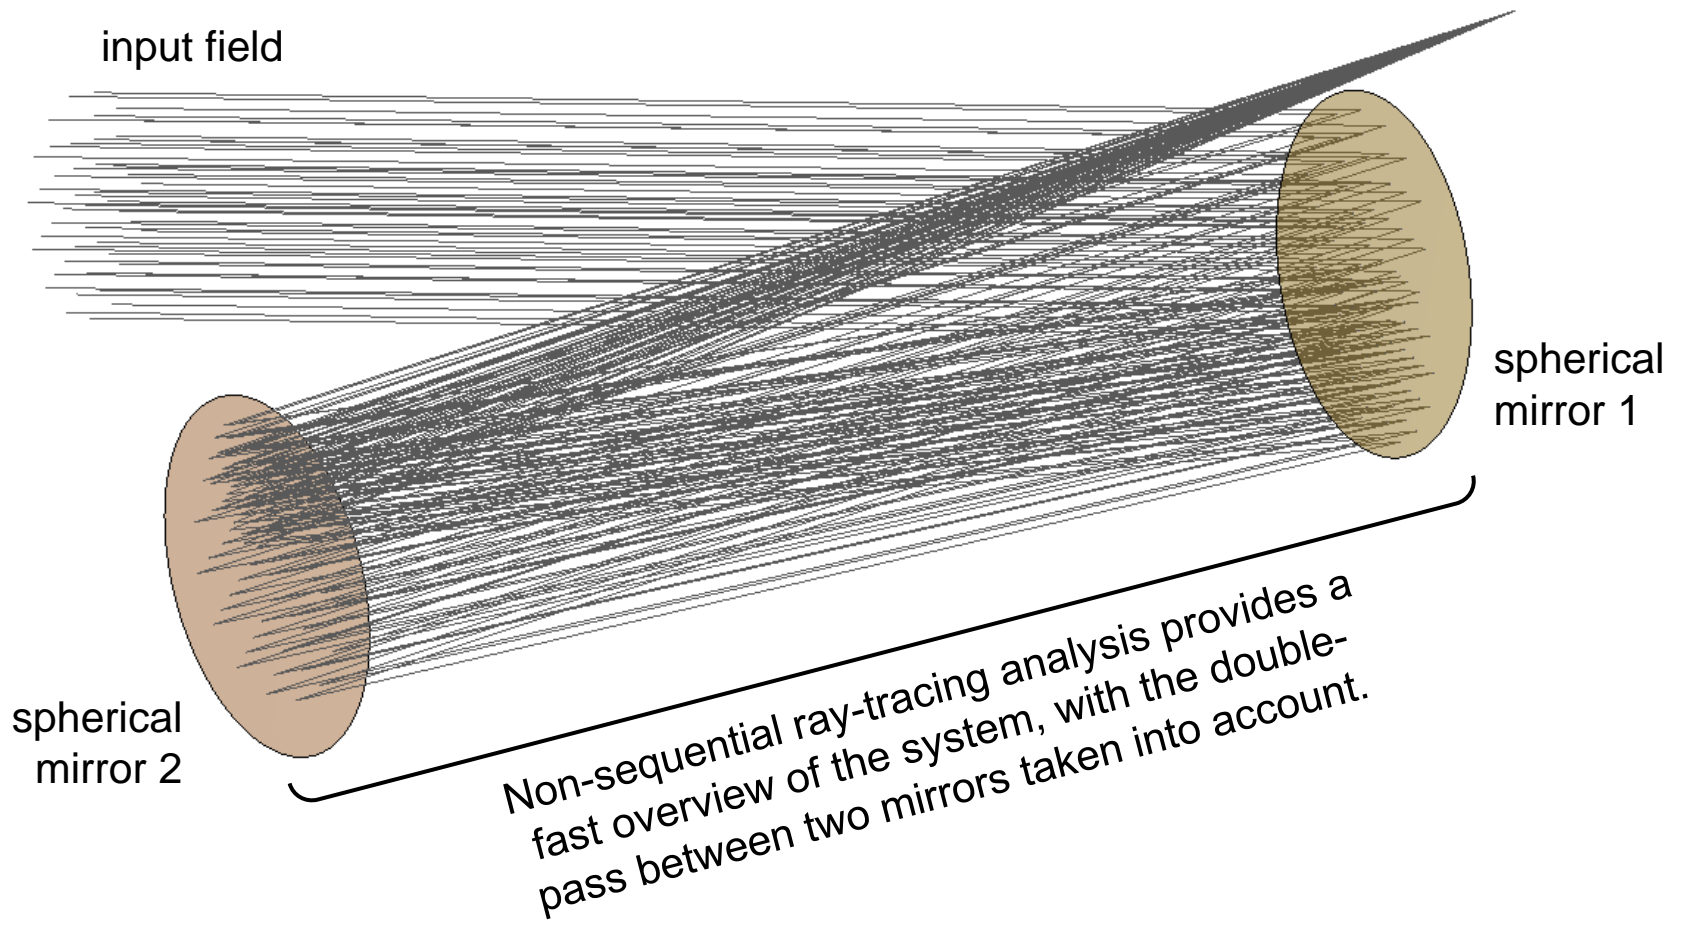 input field
spherical
mirror 1
spherical
mirror 2
Non-sequential ray-tracing analysis provides a
fast overview of the system, with the double-
pass between two mirrors taken into account.